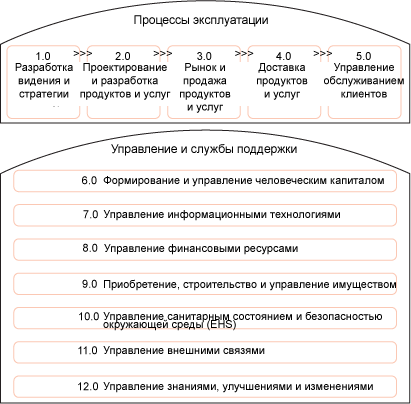 Процессы эксплуатации
1.0 >>> 2.0 >>> 3.0 >>> 4.0 >>> 5.0
Разработка видения и стратегии
Проектирование и разработка продуктов и услуг
Рынок и продажа продуктов и услуг
Доставка продуктов и услуг
Управление обслуживанием клиентов
Управление и службы поддержки
6.0 Формирование и управление человеческим капиталом
7.0 Управление информационными технологиями
8.0 Управление финансовыми ресурсами
9.0 Приобретение, строительство и управление имуществом
10.0 Управление санитарным состоянием и безопасностью
окружающей среды (EHS)
11.0 Управление внешними связями
12.0 Управление знаниями, улучшениями и изменениями